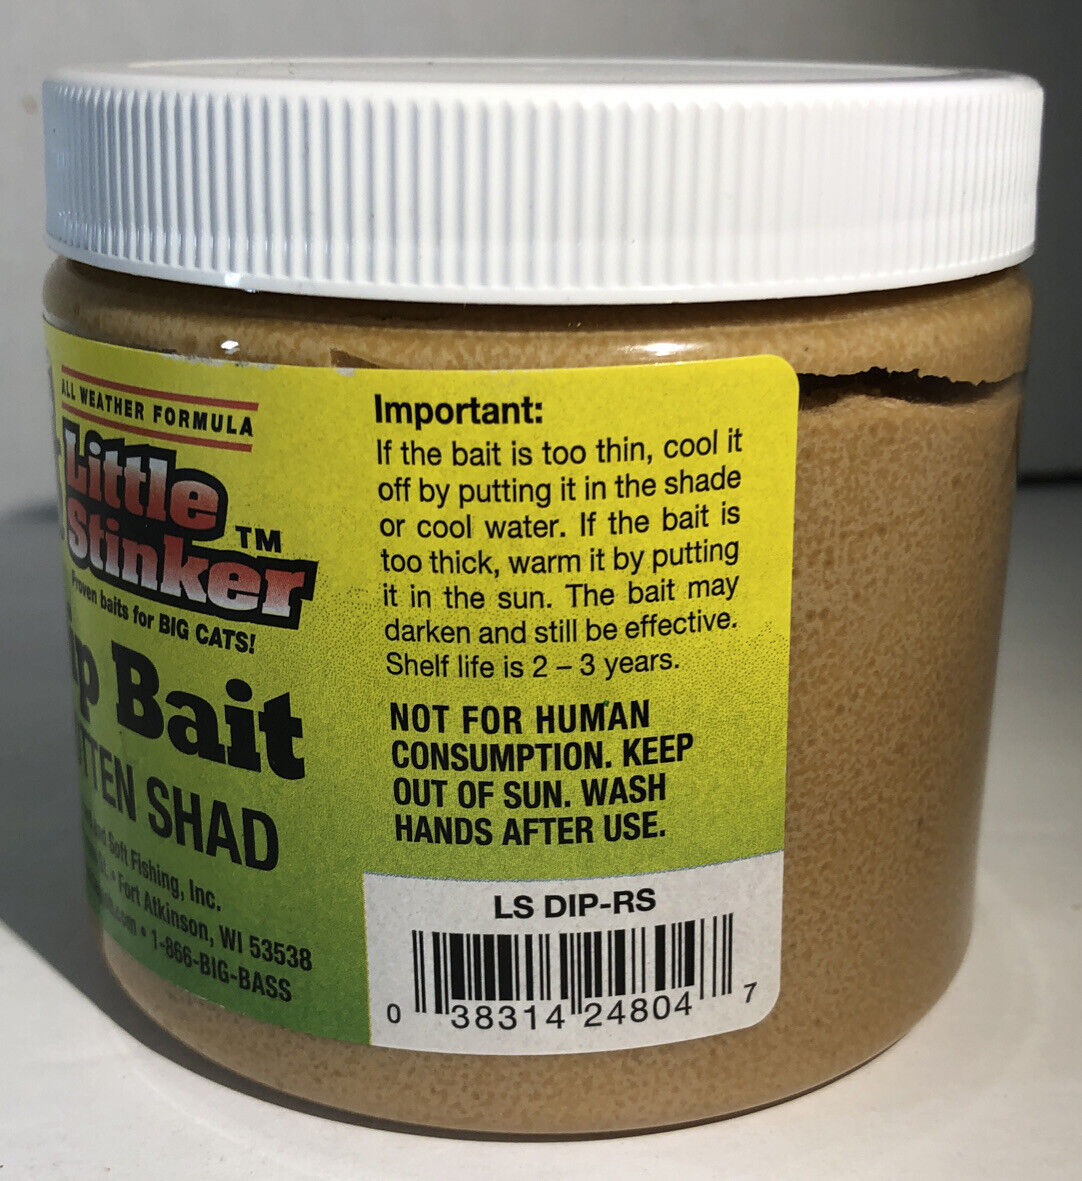 ALL WEATHER FORMULA
Little
Stinker™
Proven baits for BIG CATS!
Bait
SHAD
Soft Fishing, Inc.
• Fort Atkinson, WI 53538
• 1-866-BIG-BASS
Important:
If the bait is too thin, cool it
off by putting it in the shade
or cool water. If the bait is
too thick, warm it by putting
it in the sun. The bait may
darken and still be effective.
Shelf life is 2 – 3 years.
NOT FOR HUMAN
CONSUMPTION. KEEP
OUT OF SUN. WASH
HANDS AFTER USE.
LS DIP-RS
0 38314 24804 7